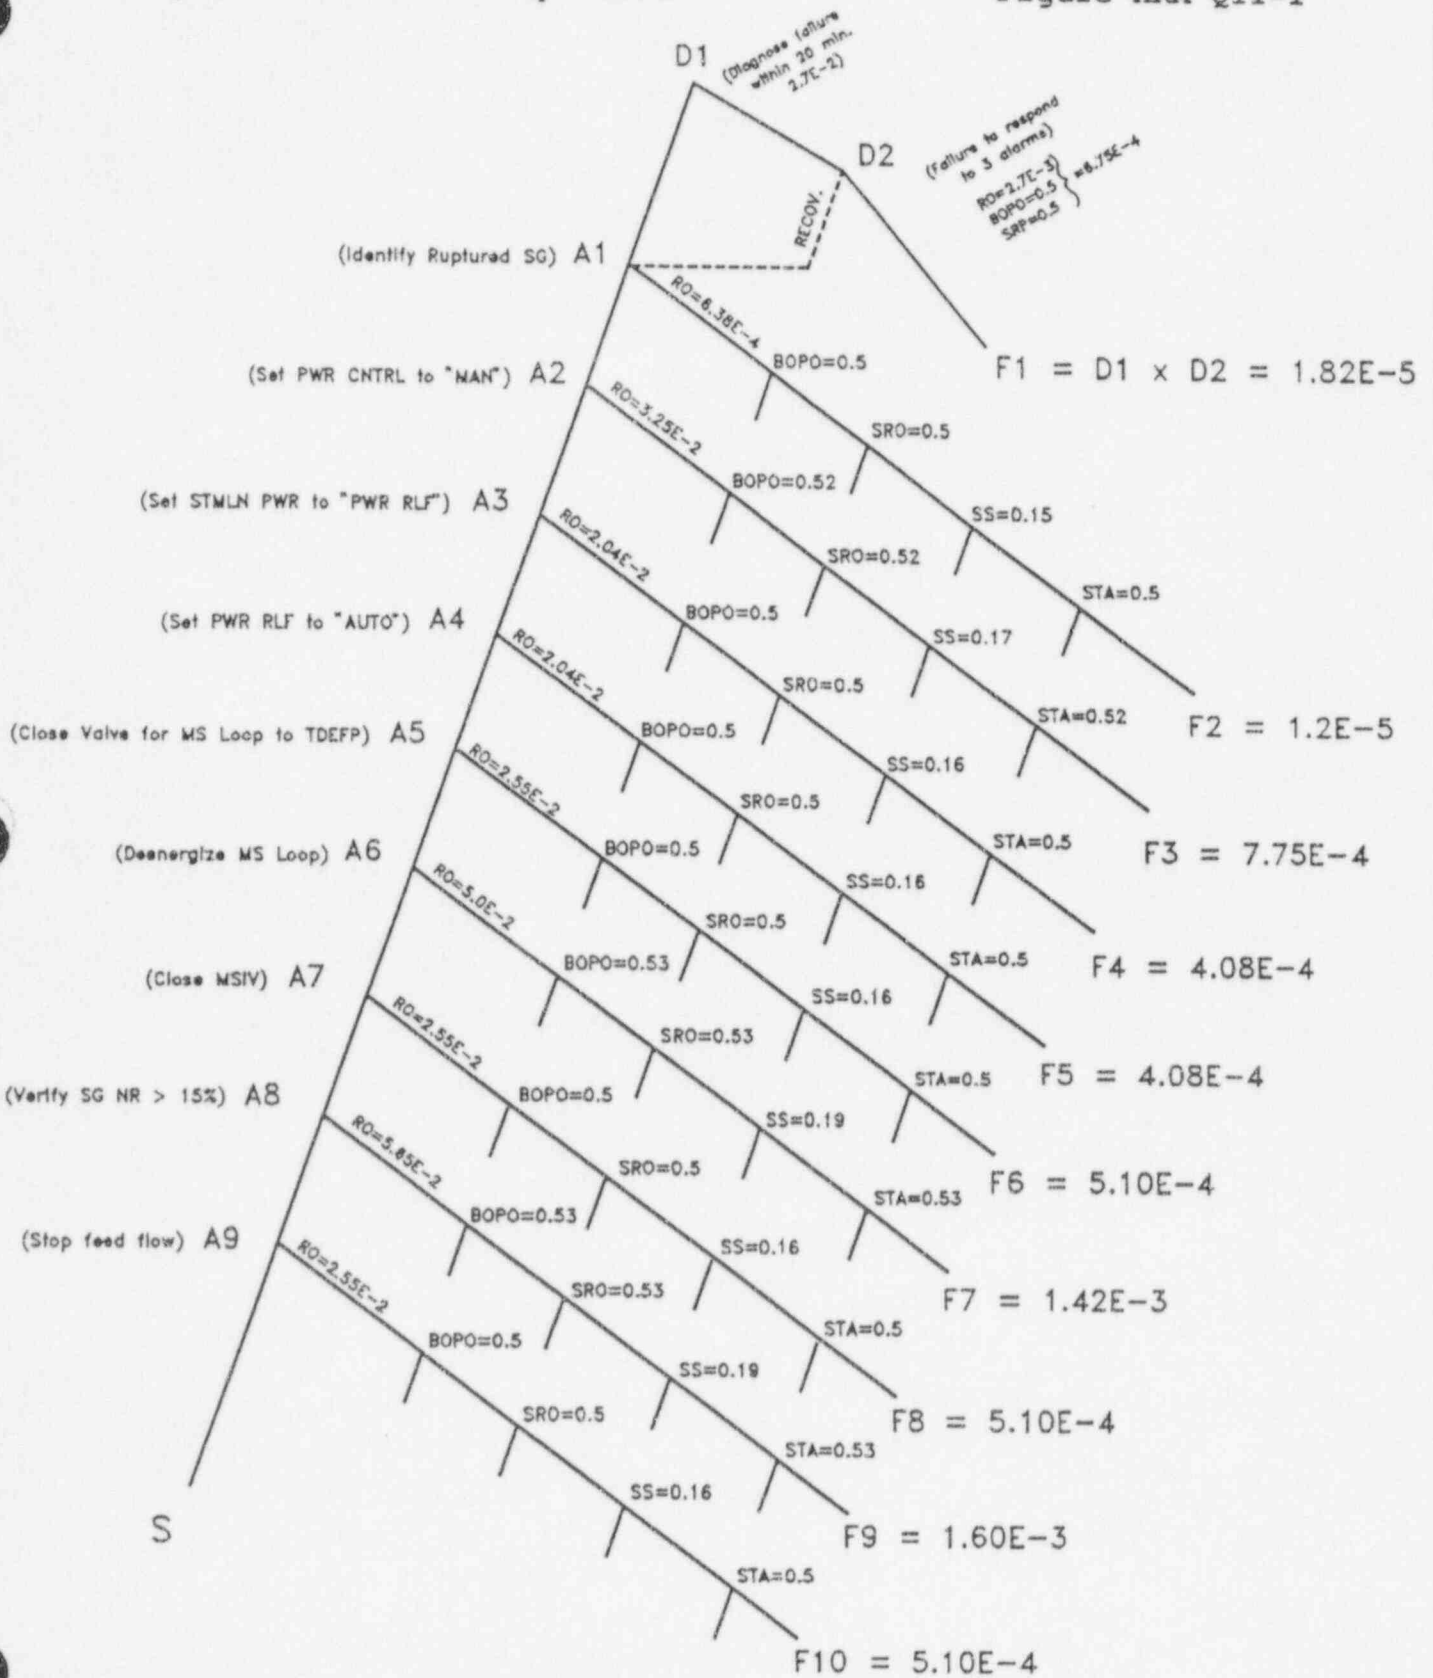 D1
(Diagnose failure
within 20 min.
2.7E-2)
D2
(Failure to respond
to 3 alarms)
RO=2.7E-3
BOPO=0.5
SRP=0.5
=6.75E-4
RECOV.
(Identify Ruptured SG) A1
RO=6.38E-4
BOPO=0.5
SRO=0.5
SS=0.15
STA=0.5
F1 = D1 x D2 = 1.82E-5
(Set PWR CNTRL to "MAN") A2
RO=3.25E-2
BOPO=0.52
SRO=0.52
SS=0.17
STA=0.52
F2 = 1.2E-5
(Set STMLN PWR to "PWR RLF") A3
RO=2.04E-2
BOPO=0.5
SRO=0.5
SS=0.16
STA=0.5
F3 = 7.75E-4
(Set PWR RLF to "AUTO") A4
RO=2.04E-2
BOPO=0.5
SRO=0.5
SS=0.16
STA=0.5
F4 = 4.08E-4
(Close Valve for MS Loop to TDEFP) A5
RO=2.55E-2
BOPO=0.5
SRO=0.5
SS=0.16
STA=0.5
F5 = 4.08E-4
(Deenergize MS Loop) A6
RO=5.0E-2
BOPO=0.53
SRO=0.53
SS=0.19
STA=0.53
F6 = 5.10E-4
(Close MSIV) A7
RO=2.55E-2
BOPO=0.5
SRO=0.5
SS=0.16
STA=0.5
F7 = 1.42E-3
(Verify SG NR > 15%) A8
RO=5.85E-2
BOPO=0.53
SRO=0.53
SS=0.19
STA=0.53
F8 = 5.10E-4
(Stop feed flow) A9
RO=2.55E-2
BOPO=0.5
SRO=0.5
SS=0.16
STA=0.5
F9 = 1.60E-3
S
F10 = 5.10E-4